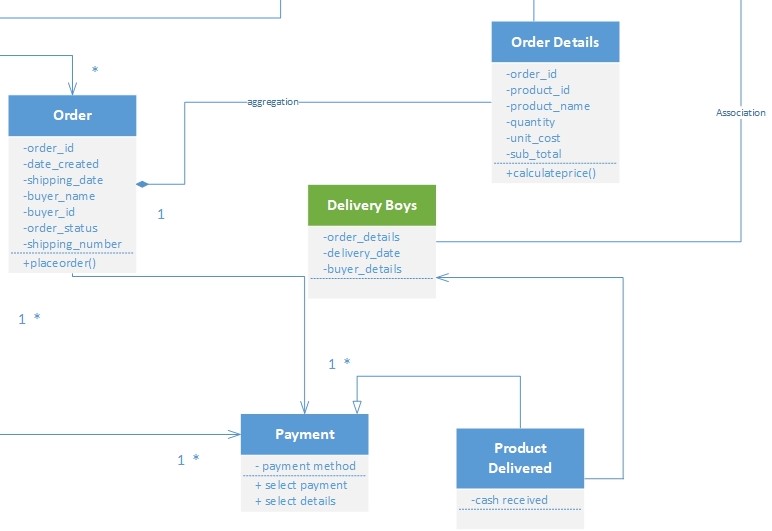 Order Details
-order_id
-product_id
-product_name
-quantity
-unit_cost
-sub_total
+calculateprice()
*
aggregation
Association
Order
-order_id
-date_created
-shipping_date
-buyer_name
-buyer_id
-order_status
-shipping_number
+placeorder()
1
Delivery Boys
-order_details
-delivery_date
-buyer_details
1 *
1 *
Payment
- payment method
+ select payment
+ select details
1 *
Product
Delivered
-cash received